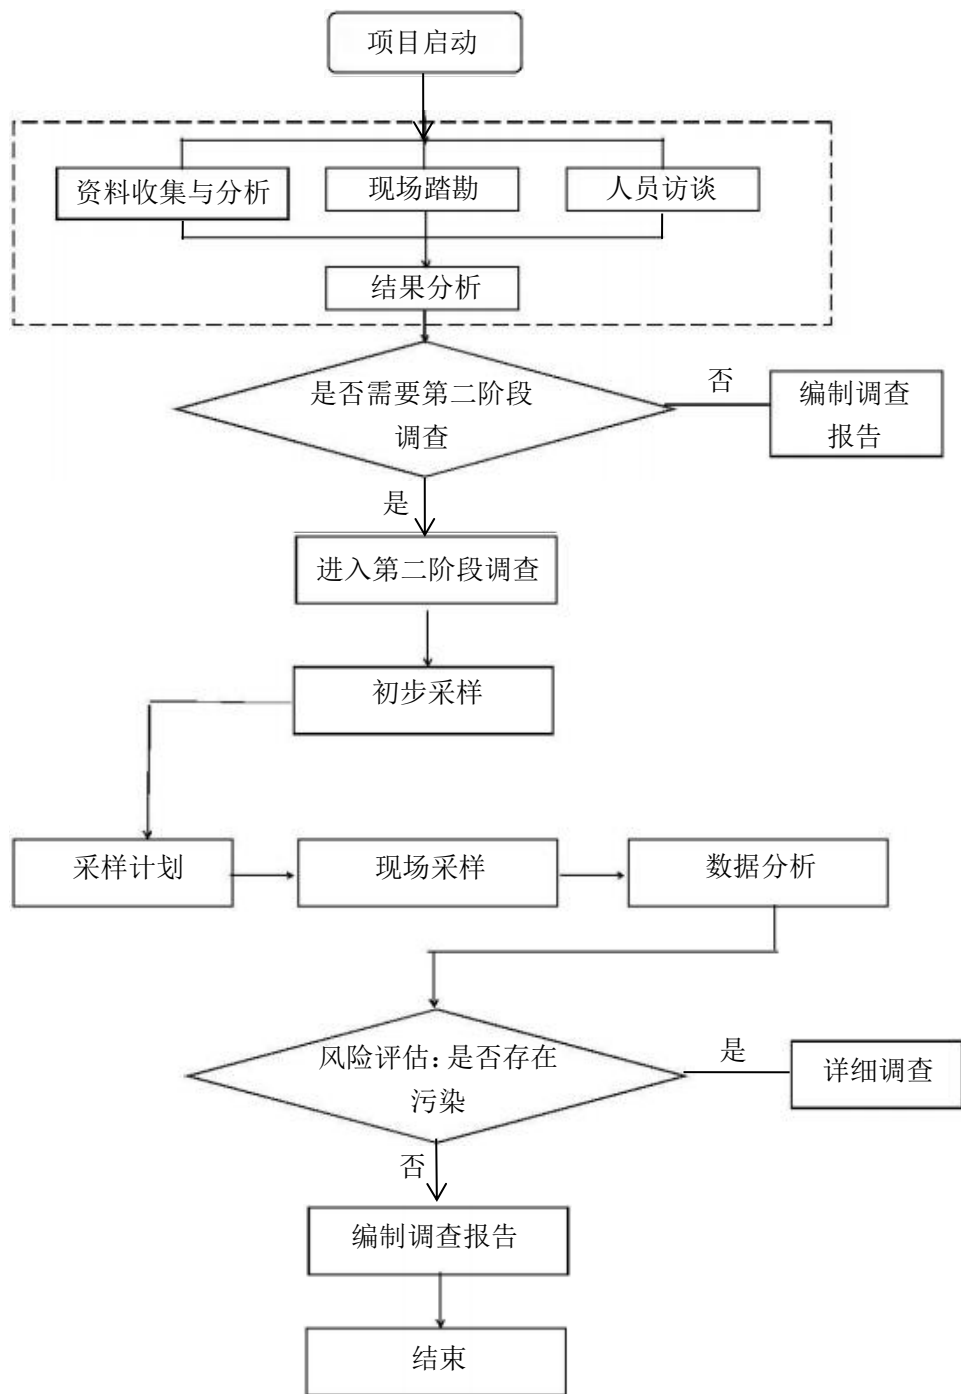 项目启动
资料收集与分析
现场踏勘
人员访谈
结果分析
是否需要第二阶段
调查
否
编制调查
报告
是
进入第二阶段调查
初步采样
采样计划
现场采样
数据分析
风险评估：是否存在
污染
是
详细调查
否
编制调查报告
结束